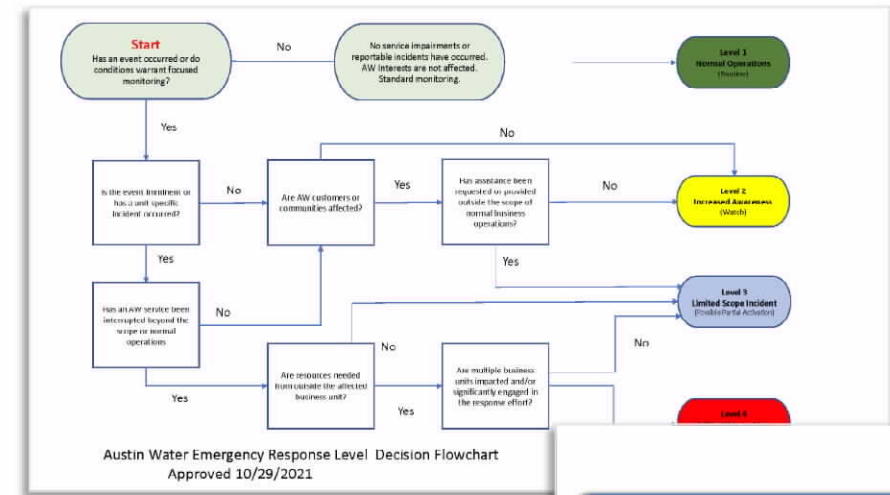 Start
Has an event occurred or do
conditions warrant focused
monitoring?
No
No service impairments or
reportable incidents have occurred.
AW Interests are not affected.
Standard monitoring.
Level 1
Normal Operations
(Routine)
Yes
No
Is the event imminent or
has a unit specific
incident occurred?
No
Are AW customers or
communities affected?
Yes
Has assistance been
requested or provided
outside the scope of
normal business
operations?
No
Level 2
Increased Awareness
(Watch)
Yes
Yes
Has an AW service been
interrupted beyond the
scope or normal
operations
No
Level 3
Limited Scope Incident
(Possible Partial Activation)
No
No
Yes
Are resources needed
from outside the affected
business unit?
Yes
Are multiple business
units impacted and/or
significantly engaged in
the response effort?
Level 4
Austin Water Emergency Response Level Decision Flowchart
Approved 10/29/2021